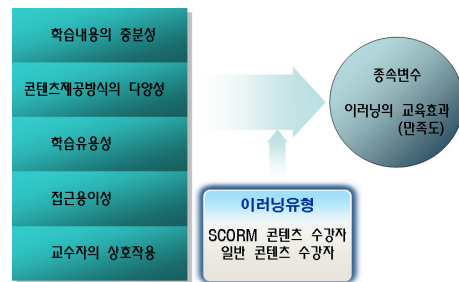 학습내용의 충분성
콘텐츠제공방식의 다양성
학습유용성
접근용이성
교수자의 상호작용
종속변수
이러닝의 교육효과
(만족도)
이러닝유형
SCORM 콘텐츠 수강자
일반 콘텐츠 수강자